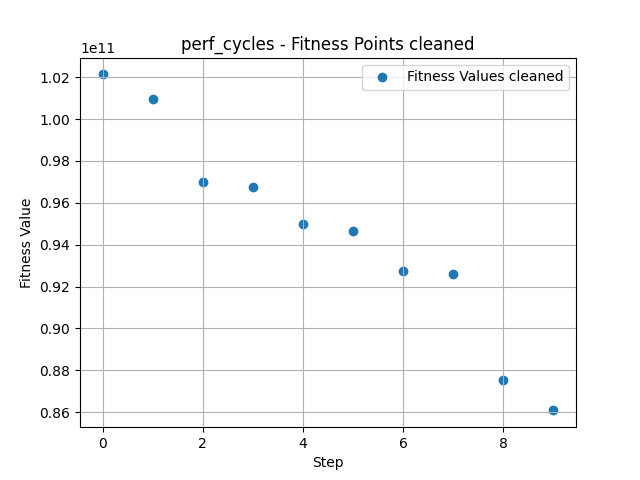 perf_cycles - Fitness Points cleaned
1e11
Fitness Values cleaned
1.02
1.00
0.98
0.96
0.94
0.92
0.90
0.88
0.86
Fitness Value
0 2 4 6 8
Step